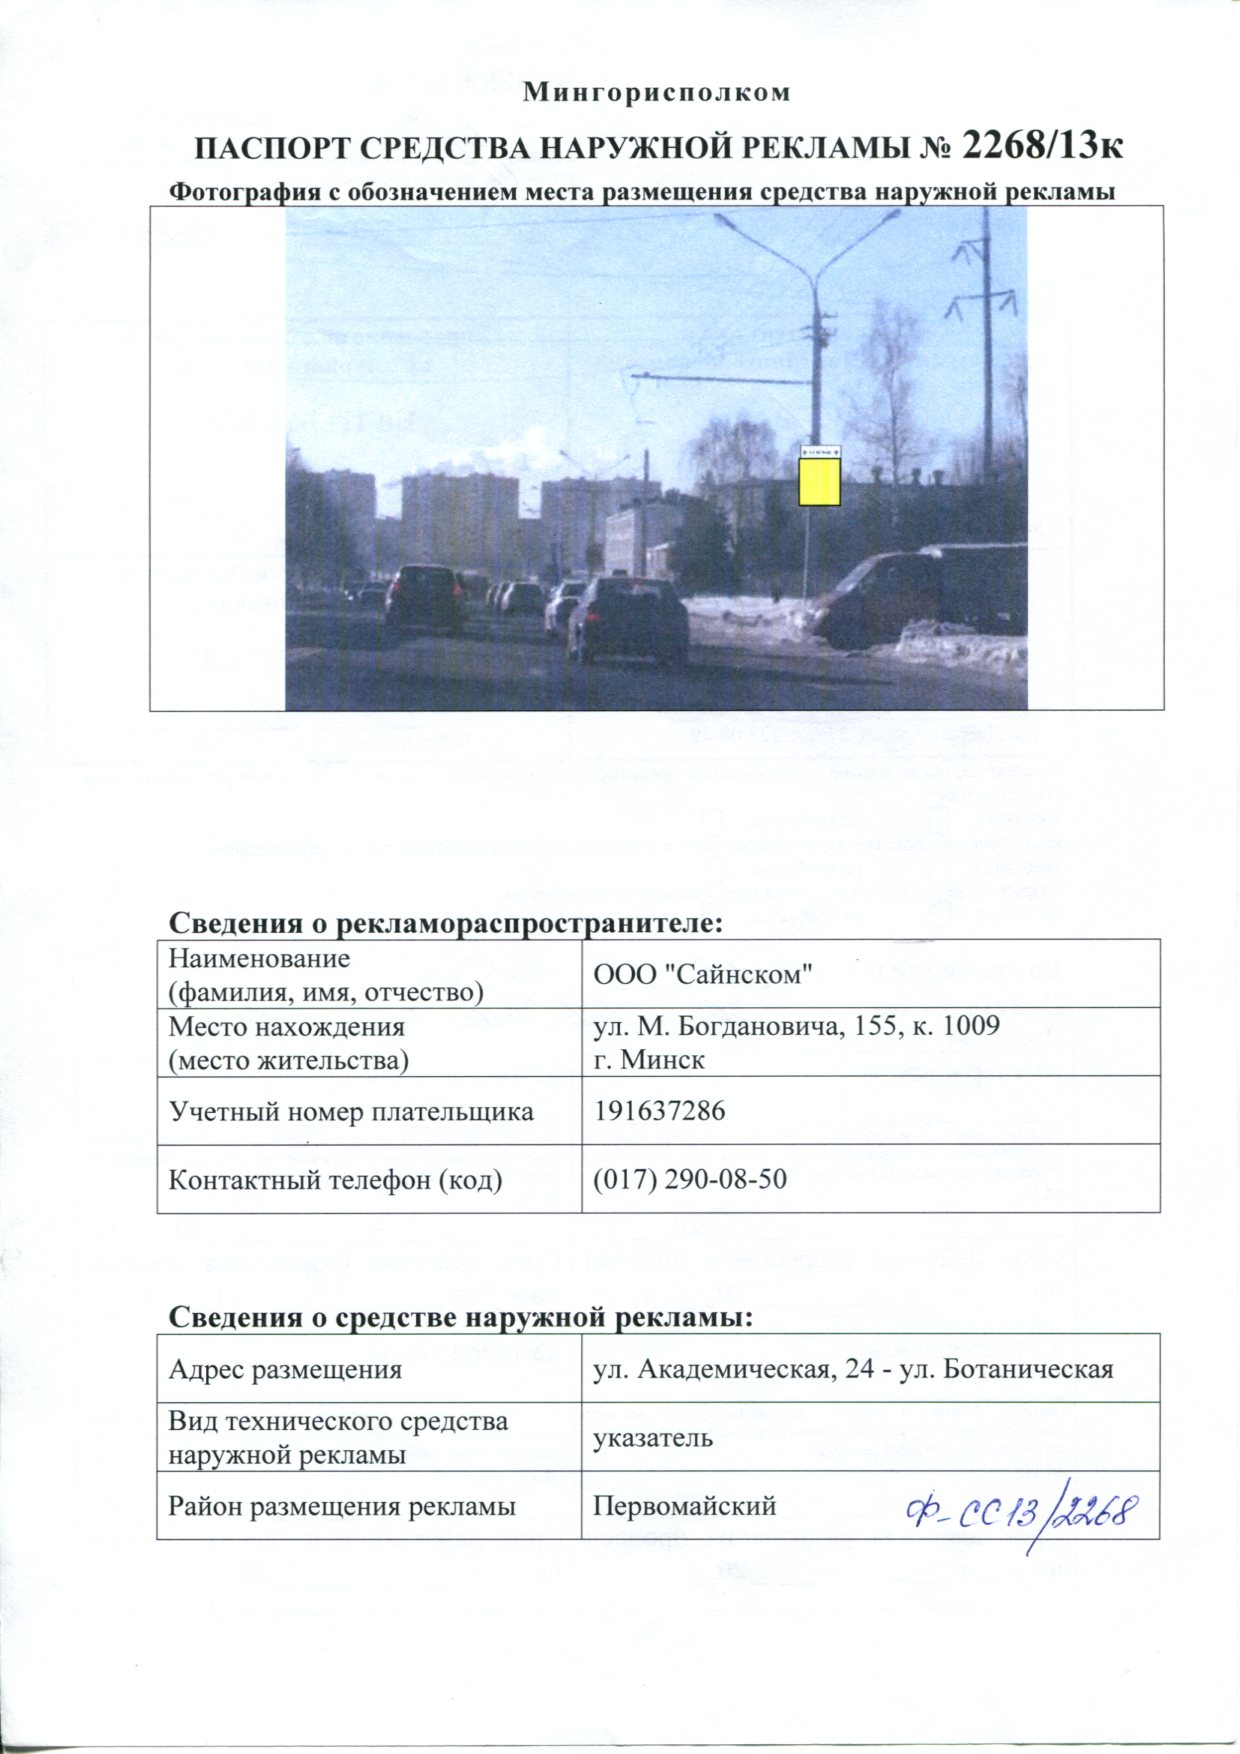 Мингорисполком
ПАСПОРТ СРЕДСТВА НАРУЖНОЙ РЕКЛАМЫ № 2268/13к
Фотография с обозначением места размещения средства наружной рекламы
Сведения о рекламораспространителе:
Наименование
(фамилия, имя, отчество)
ООО "Сайнском"
Место нахождения
(место жительства)
ул. М. Богдановича, 155, к. 1009
г. Минск
Учетный номер плательщика
191637286
Контактный телефон (код)
(017) 290-08-50
Сведения о средстве наружной рекламы:
Адрес размещения
ул. Академическая, 24 - ул. Ботаническая
Вид технического средства
наружной рекламы
указатель
Район размещения рекламы
Первомайский
Ф-СС13/2268